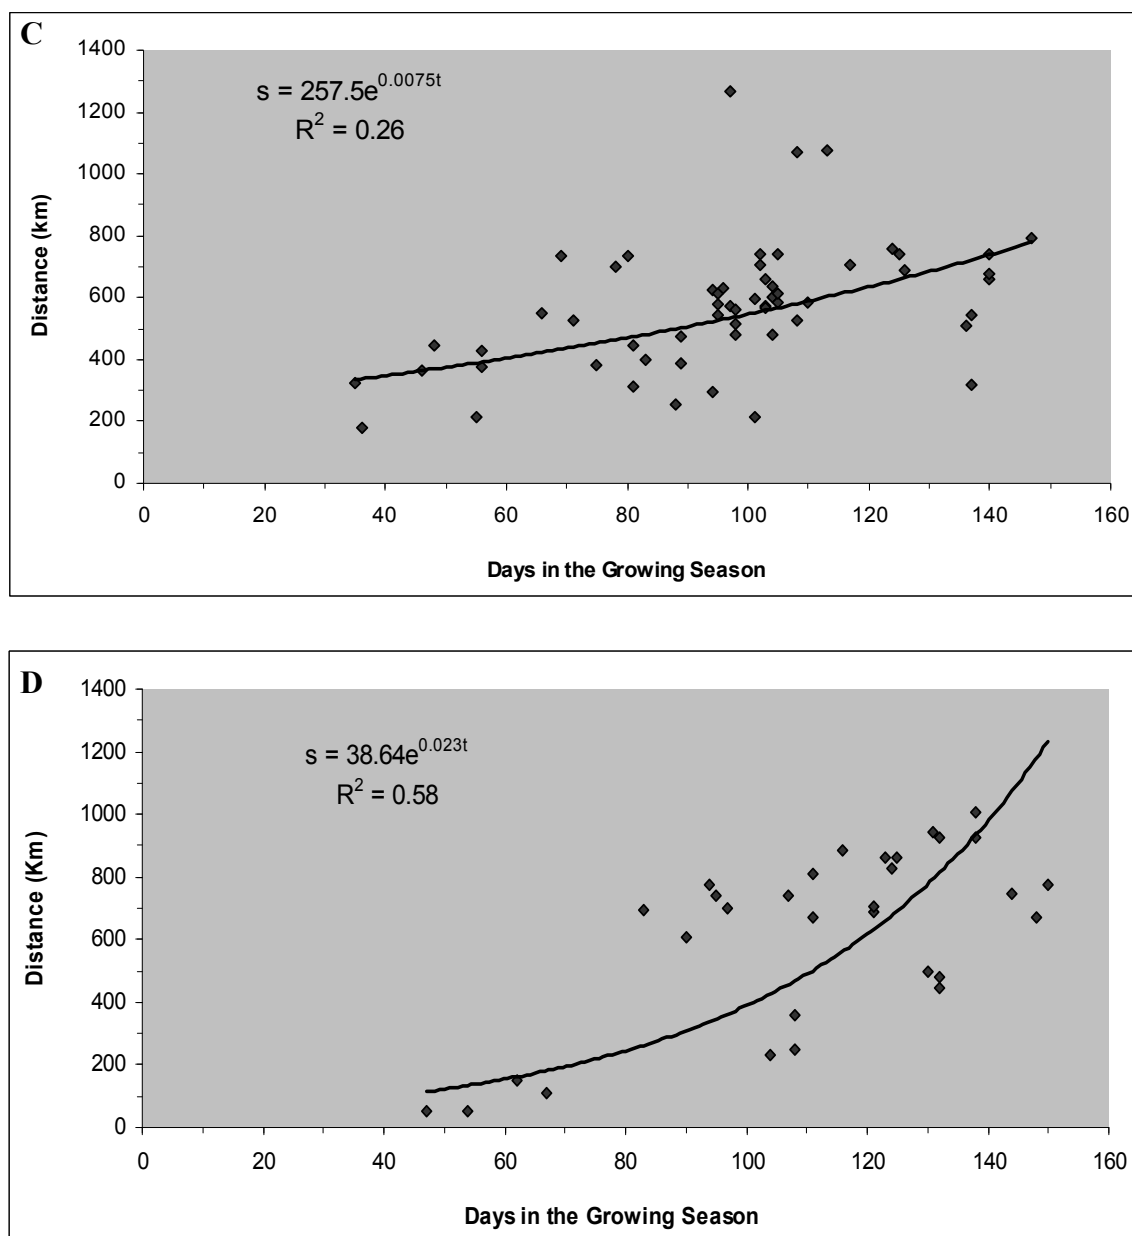 C
s = 257.5e^0.0075t
R² = 0.26
1400
1200
1000
800
600
400
200
0
Distance (km)
0 20 40 60 80 100 120 140 160
Days in the Growing Season
D
s = 38.64e^0.023t
R² = 0.58
1400
1200
1000
800
600
400
200
0
Distance (Km)
0 20 40 60 80 100 120 140 160
Days in the Growing Season